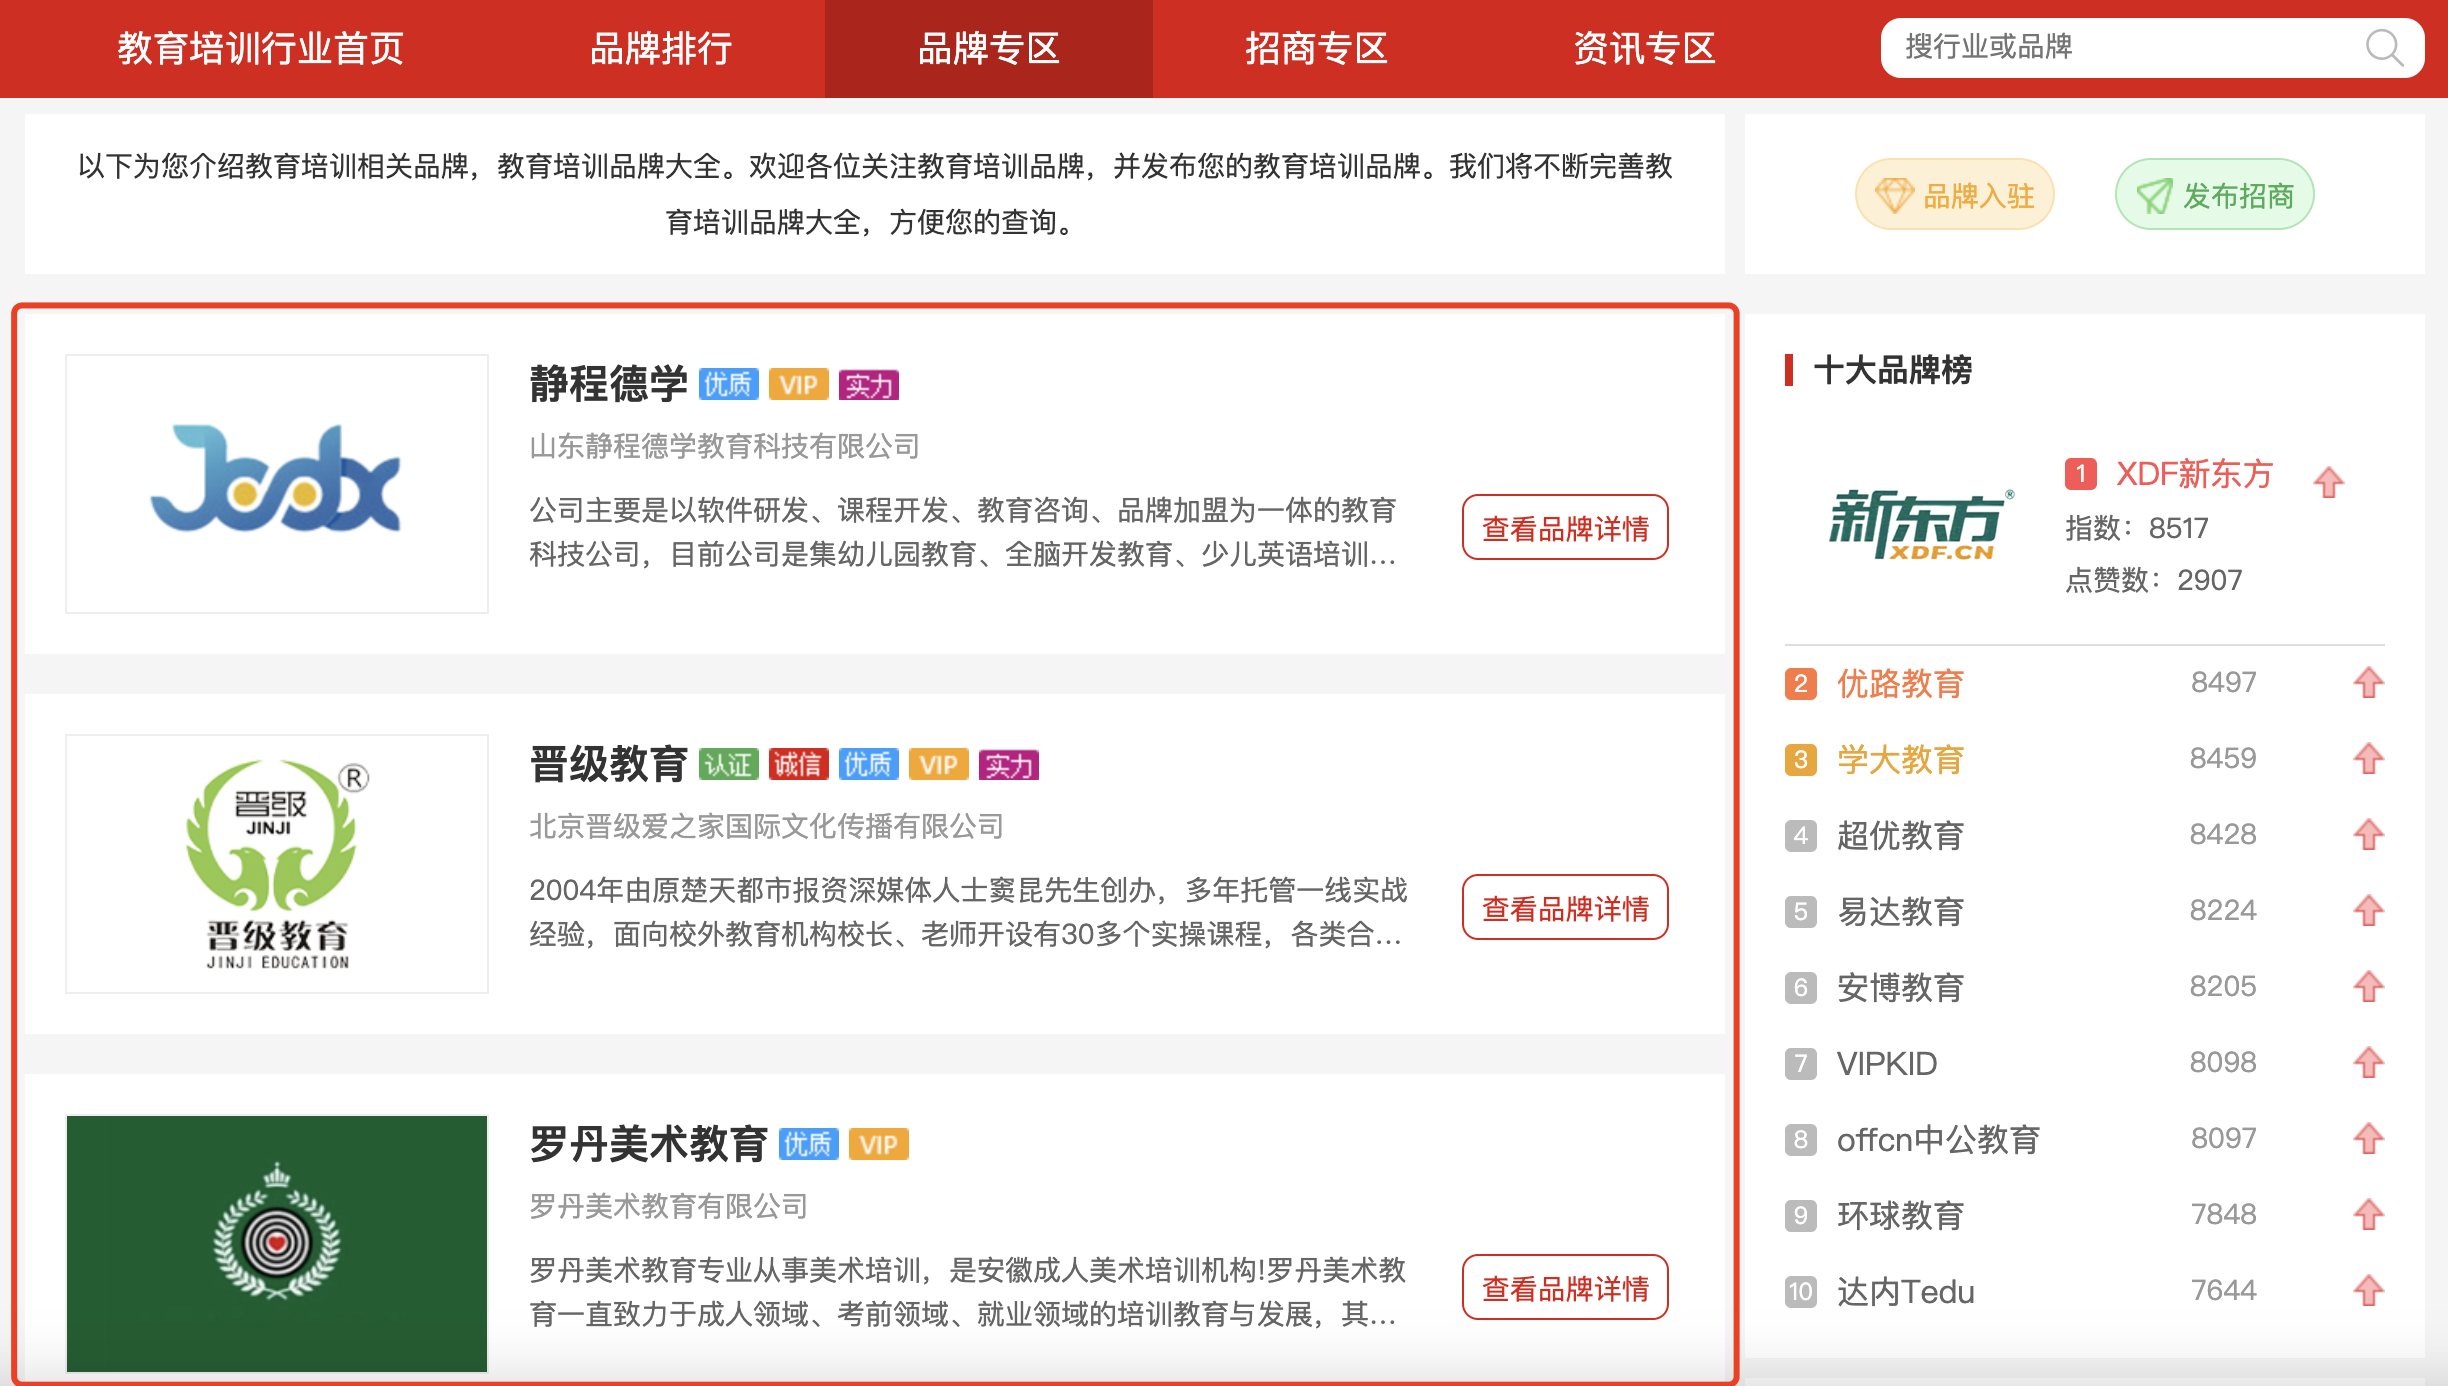 教育培训行业首页
品牌排行
品牌专区
招商专区
资讯专区
搜行业或品牌
以下为您介绍教育培训相关品牌，教育培训品牌大全。欢迎各位关注教育培训品牌，并发布您的教育培训品牌。我们将不断完善教
育培训品牌大全，方便您的查询。
品牌入驻
发布招商
Jcdx
静程德学 优质 VIP 实力
山东静程德学教育科技有限公司
公司主要是以软件研发、课程开发、教育咨询、品牌加盟为一体的教育
科技公司，目前公司是集幼儿园教育、全脑开发教育、少儿英语培训...
查看品牌详情
晋级
JINJI
®
晋级教育
JINJI EDUCATION
晋级教育 认证 诚信 优质 VIP 实力
北京晋级爱之家国际文化传播有限公司
2004年由原楚天都市报资深媒体人士窦昆先生创办，多年托管一线实战
经验，面向校外教育机构校长、老师开设有30多个实操课程，各类合...
查看品牌详情
罗丹美术教育 优质 VIP
罗丹美术教育有限公司
罗丹美术教育专业从事美术培训，是安徽成人美术培训机构!罗丹美术教
育一直致力于成人领域、考前领域、就业领域的培训教育与发展，其...
查看品牌详情
十大品牌榜
新东方®
XDF.CN
1 XDF新东方
指数：8517
点赞数：2907
2 优路教育 8497
3 学大教育 8459
4 超优教育 8428
5 易达教育 8224
6 安博教育 8205
7 VIPKID 8098
8 offcn中公教育 8097
9 环球教育 7848
10 达内Tedu 7644